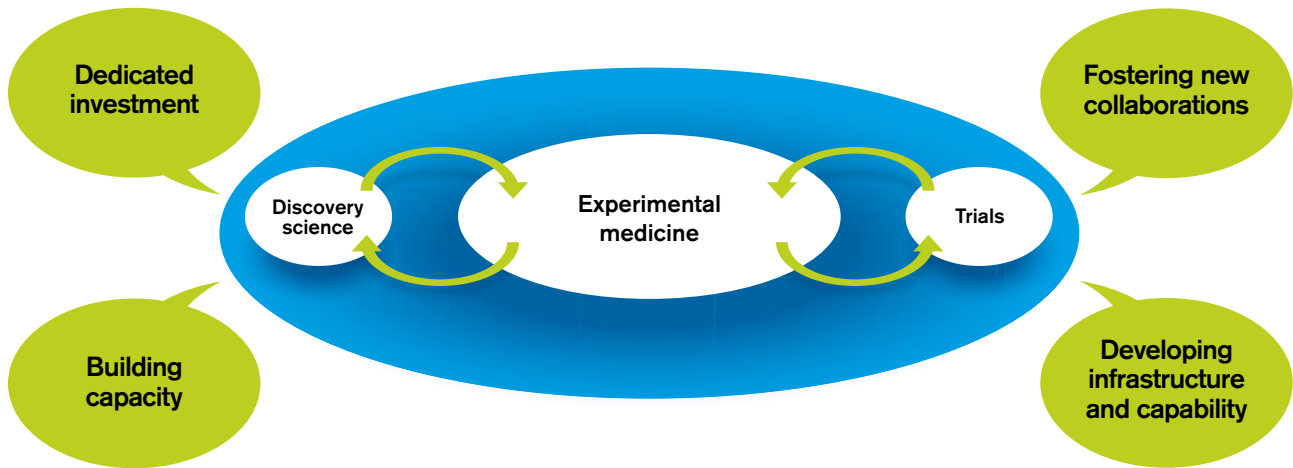 Dedicated
investment
Fostering new
collaborations
Discovery
science
Experimental
medicine
Trials
Building
capacity
Developing
infrastructure
and capability